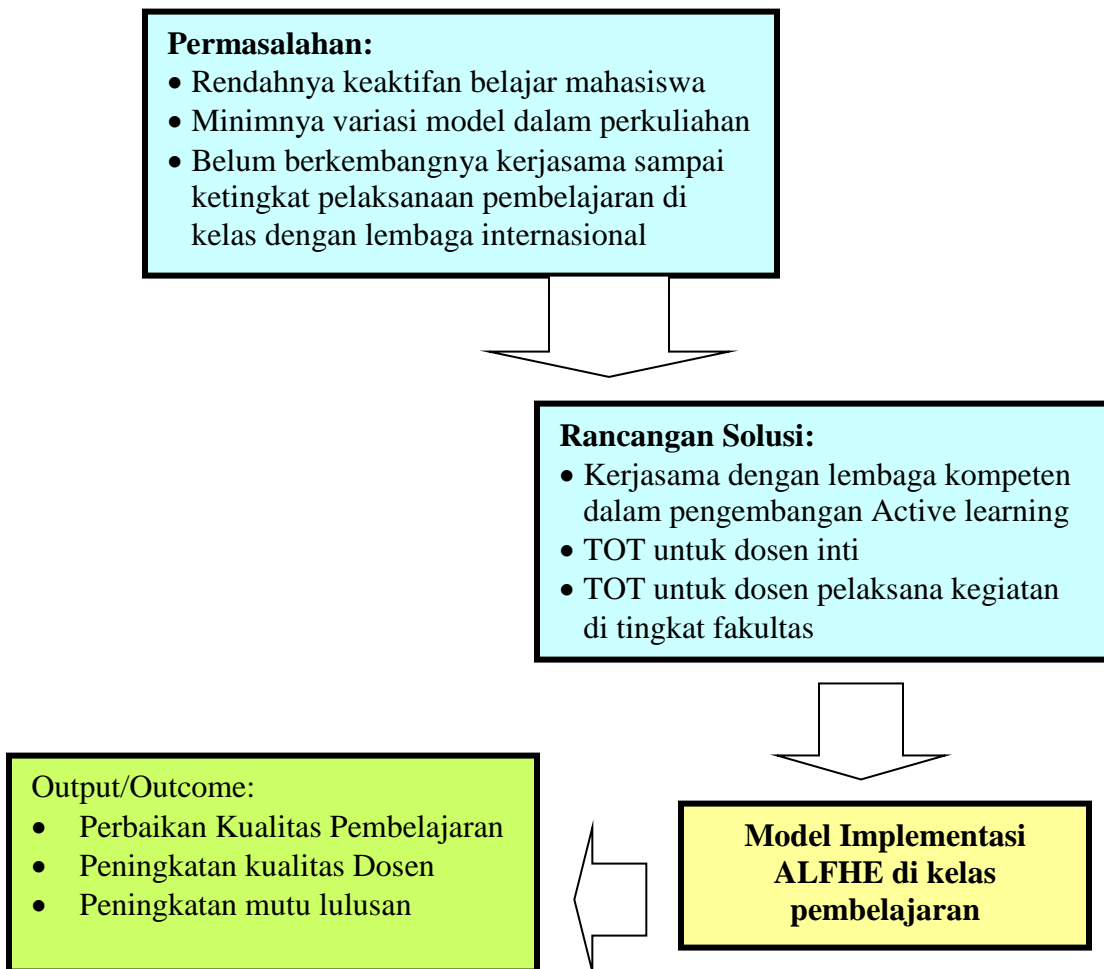 Permasalahan:
• Rendahnya keaktifan belajar mahasiswa
• Minimnya variasi model dalam perkuliahan
• Belum berkembangnya kerjasama sampai
ketingkat pelaksanaan pembelajaran di
kelas dengan lembaga internasional
Rancangan Solusi:
• Kerjasama dengan lembaga kompeten
dalam pengembangan Active learning
• TOT untuk dosen inti
• TOT untuk dosen pelaksana kegiatan
di tingkat fakultas
Model Implementasi
ALFHE di kelas
pembelajaran
Output/Outcome:
• Perbaikan Kualitas Pembelajaran
• Peningkatan kualitas Dosen
• Peningkatan mutu lulusan